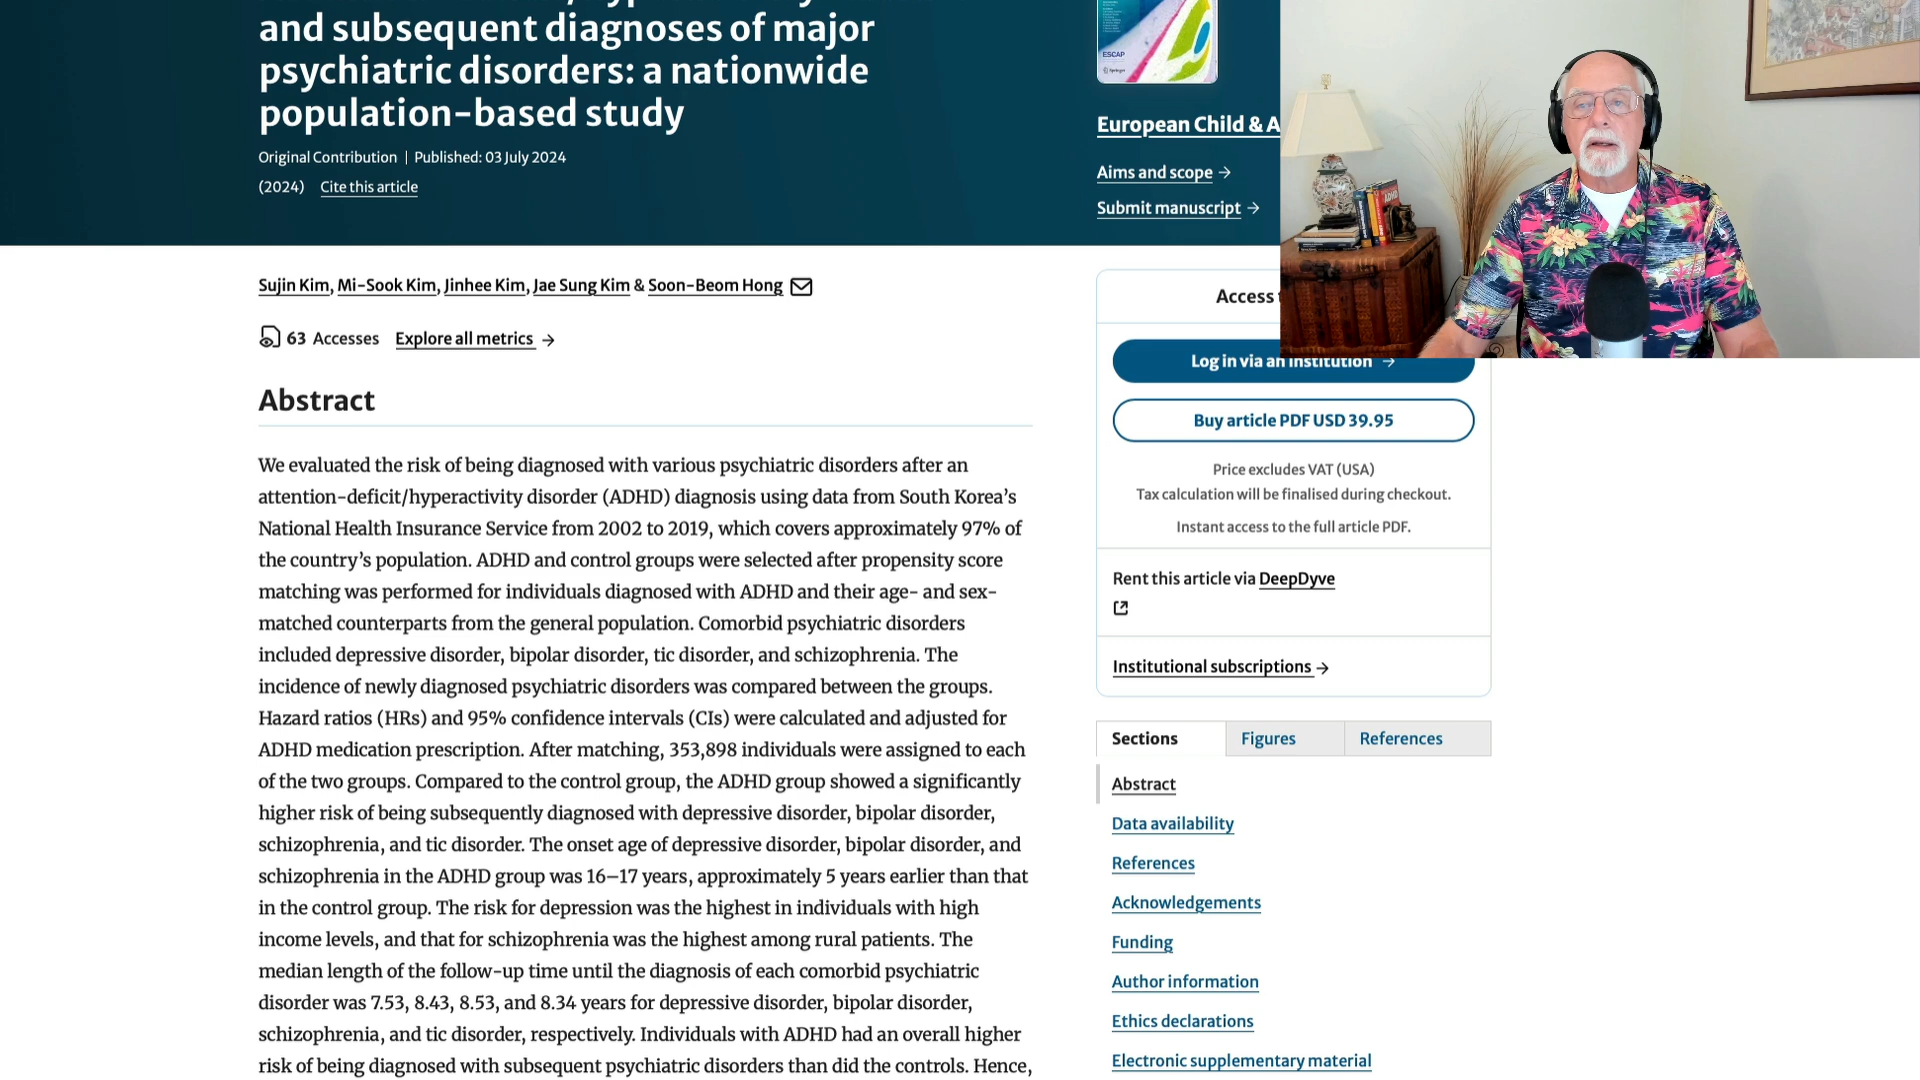 and subsequent diagnoses of major
psychiatric disorders: a nationwide
population-based study
Original Contribution | Published: 03 July 2024
(2024) Cite this article
ESCAP
Springer
European Child & A
Aims and scope →
Submit manuscript →
ADHD
Sujin Kim, Mi-Sook Kim, Jinhee Kim, Jae Sung Kim & Soon-Beom Hong
63 Accesses Explore all metrics →
Abstract
We evaluated the risk of being diagnosed with various psychiatric disorders after an
attention-deficit/hyperactivity disorder (ADHD) diagnosis using data from South Korea’s
National Health Insurance Service from 2002 to 2019, which covers approximately 97% of
the country’s population. ADHD and control groups were selected after propensity score
matching was performed for individuals diagnosed with ADHD and their age- and sex-
matched counterparts from the general population. Comorbid psychiatric disorders
included depressive disorder, bipolar disorder, tic disorder, and schizophrenia. The
incidence of newly diagnosed psychiatric disorders was compared between the groups.
Hazard ratios (HRs) and 95% confidence intervals (CIs) were calculated and adjusted for
ADHD medication prescription. After matching, 353,898 individuals were assigned to each
of the two groups. Compared to the control group, the ADHD group showed a significantly
higher risk of being subsequently diagnosed with depressive disorder, bipolar disorder,
schizophrenia, and tic disorder. The onset age of depressive disorder, bipolar disorder, and
schizophrenia in the ADHD group was 16–17 years, approximately 5 years earlier than that
in the control group. The risk for depression was the highest in individuals with high
income levels, and that for schizophrenia was the highest among rural patients. The
median length of the follow-up time until the diagnosis of each comorbid psychiatric
disorder was 7.53, 8.43, 8.53, and 8.34 years for depressive disorder, bipolar disorder,
schizophrenia, and tic disorder, respectively. Individuals with ADHD had an overall higher
risk of being diagnosed with subsequent psychiatric disorders than did the controls. Hence,
Access
Log in via an institution →
Buy article PDF USD 39.95
Price excludes VAT (USA)
Tax calculation will be finalised during checkout.
Instant access to the full article PDF.
Rent this article via DeepDyve
Institutional subscriptions →
Sections Figures References
Abstract
Data availability
References
Acknowledgements
Funding
Author information
Ethics declarations
Electronic supplementary material